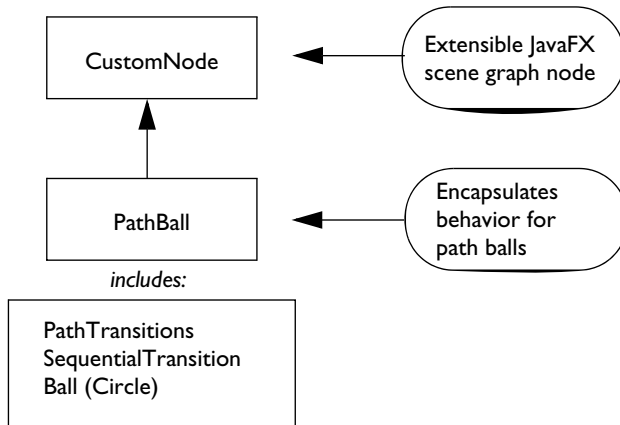 CustomNode
Extensible JavaFX
scene graph node
PathBall
Encapsulates
behavior for
path balls
includes:
PathTransitions
SequentialTransition
Ball (Circle)